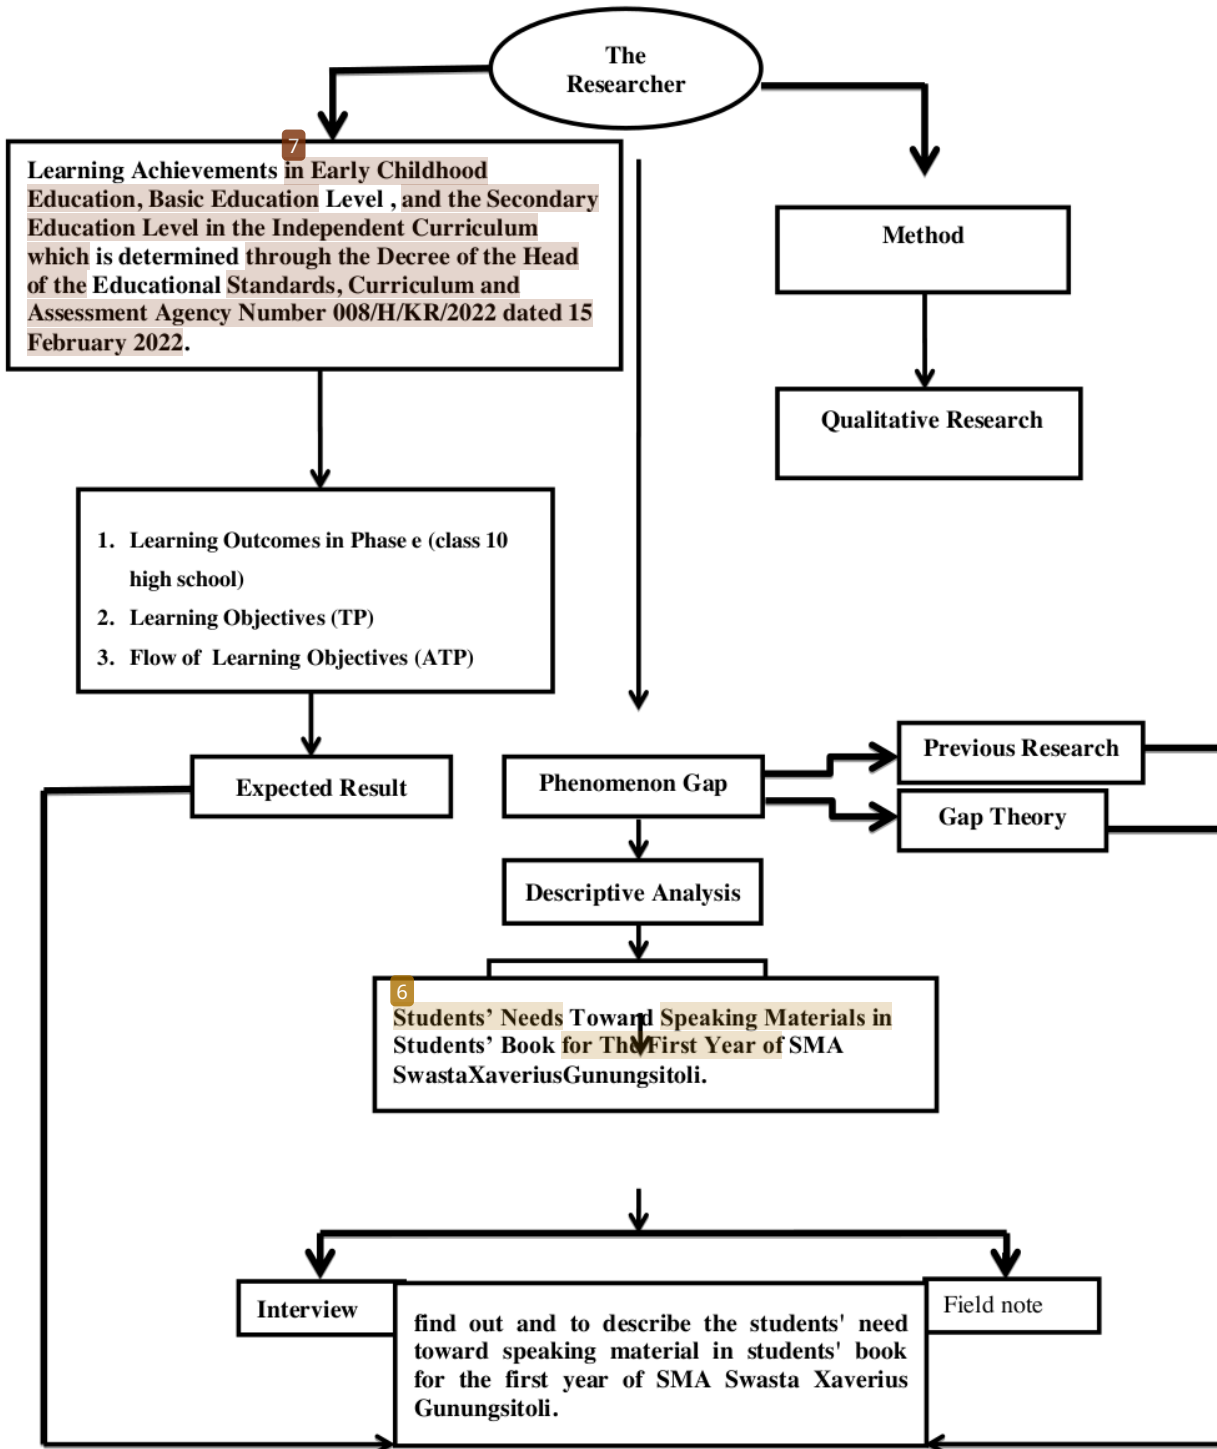 The
Researcher
7
Learning Achievements in Early Childhood
Education, Basic Education Level , and the Secondary
Education Level in the Independent Curriculum
which is determined through the Decree of the Head
of the Educational Standards, Curriculum and
Assessment Agency Number 008/H/KR/2022 dated 15
February 2022.
Method
Qualitative Research
1. Learning Outcomes in Phase e (class 10
high school)
2. Learning Objectives (TP)
3. Flow of Learning Objectives (ATP)
Expected Result
Phenomenon Gap
Previous Research
Gap Theory
Descriptive Analysis
6
Students’ Needs Toward Speaking Materials in
Students’ Book for The First Year of SMA
SwastaXaveriusGunungsitoli.
Interview
Field note
find out and to describe the students' need
toward speaking material in students' book
for the first year of SMA Swasta Xaverius
Gunungsitoli.